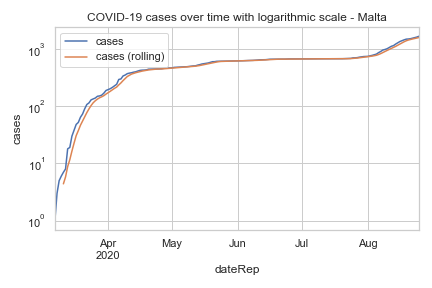 COVID-19 cases over time with logarithmic scale - Malta
cases
cases (rolling)
10³
10²
10¹
10⁰
cases
Apr
2020
May
Jun
Jul
Aug
dateRep